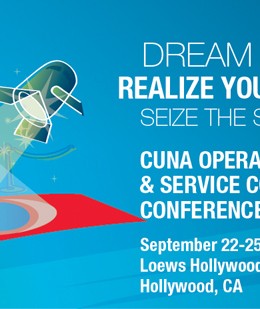 DREAM
REALIZE YOU
SEIZE THE S
CUNA OPERA
& SERVICE CO
CONFERENCE
September 22-25
Loews Hollywood
Hollywood, CA